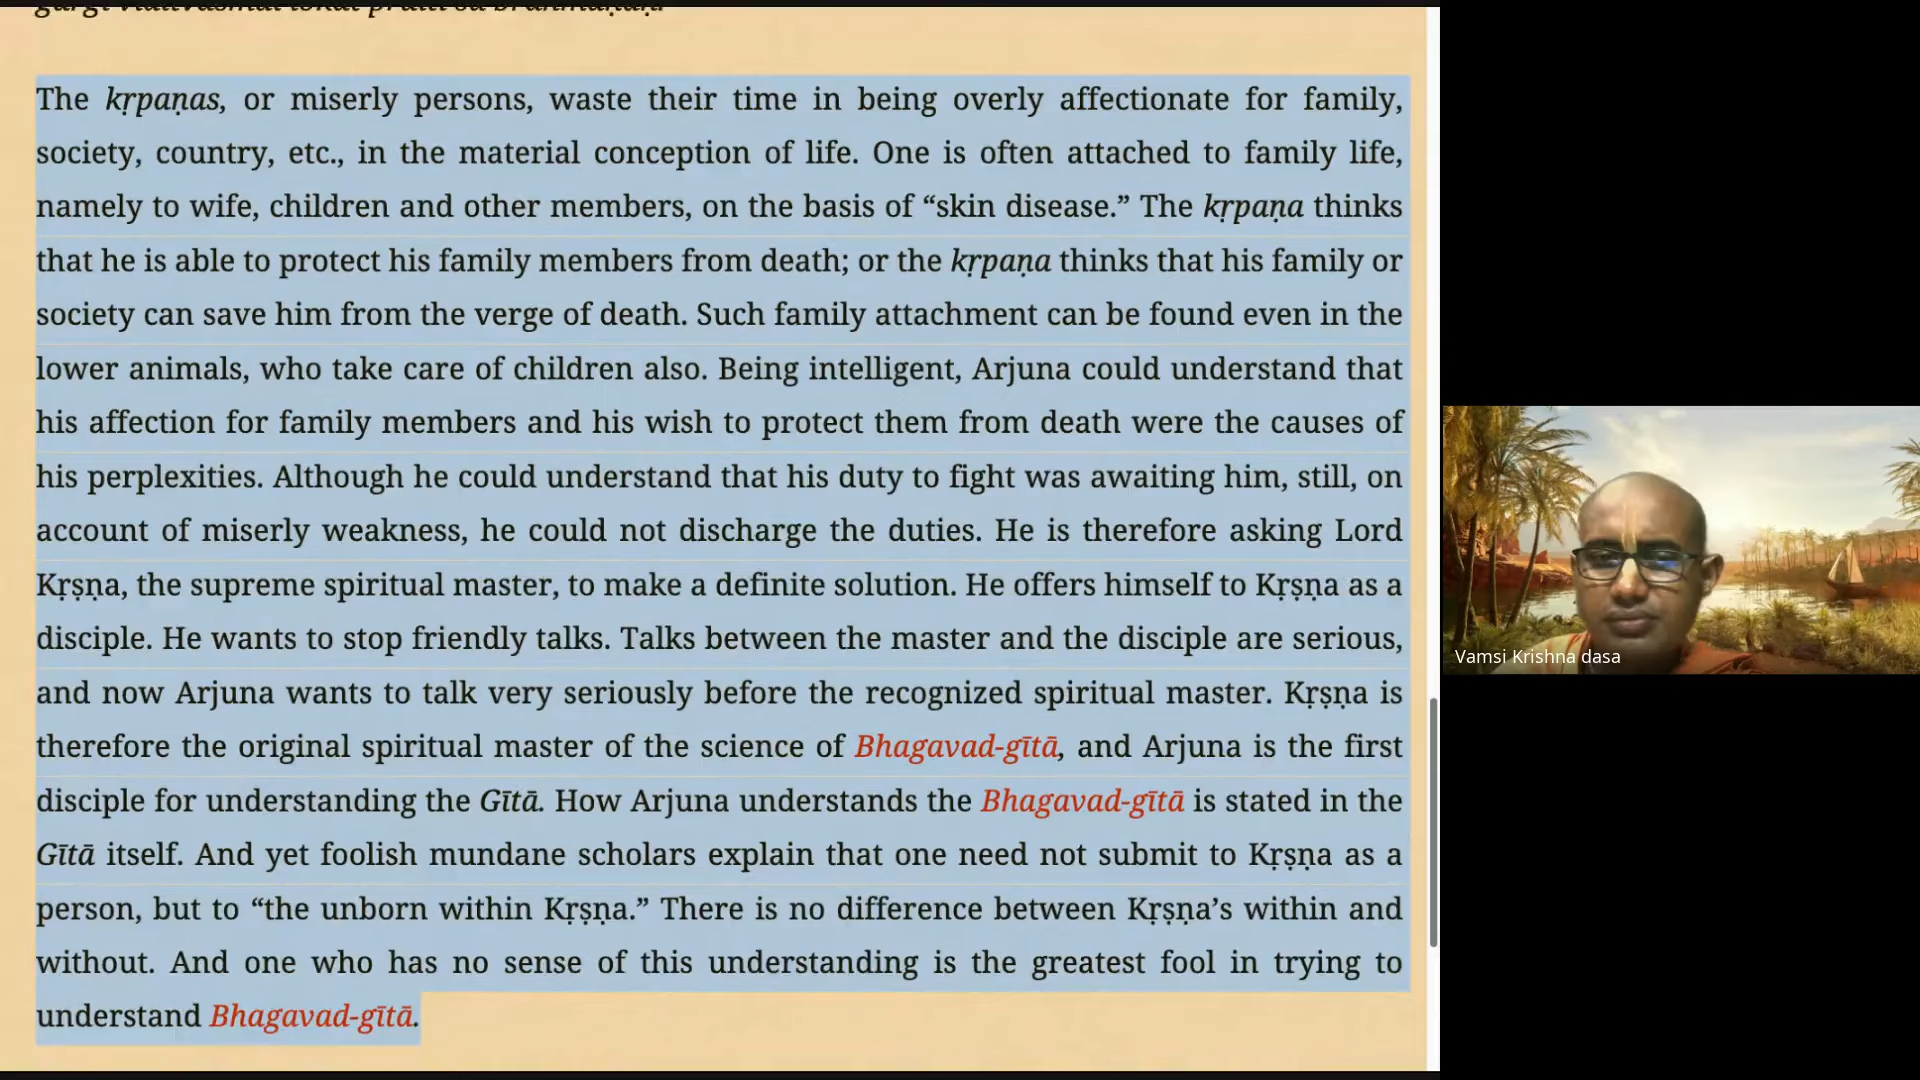 The kṛpaṇas, or miserly persons, waste their time in being overly affectionate for family,
society, country, etc., in the material conception of life. One is often attached to family life,
namely to wife, children and other members, on the basis of “skin disease.” The kṛpaṇa thinks
that he is able to protect his family members from death; or the kṛpaṇa thinks that his family or
society can save him from the verge of death. Such family attachment can be found even in the
lower animals, who take care of children also. Being intelligent, Arjuna could understand that
his affection for family members and his wish to protect them from death were the causes of
his perplexities. Although he could understand that his duty to fight was awaiting him, still, on
account of miserly weakness, he could not discharge the duties. He is therefore asking Lord
Kṛṣṇa, the supreme spiritual master, to make a definite solution. He offers himself to Kṛṣṇa as a
disciple. He wants to stop friendly talks. Talks between the master and the disciple are serious,
and now Arjuna wants to talk very seriously before the recognized spiritual master. Kṛṣṇa is
therefore the original spiritual master of the science of Bhagavad-gītā, and Arjuna is the first
disciple for understanding the Gītā. How Arjuna understands the Bhagavad-gītā is stated in the
Gītā itself. And yet foolish mundane scholars explain that one need not submit to Kṛṣṇa as a
person, but to “the unborn within Kṛṣṇa.” There is no difference between Kṛṣṇa’s within and
without. And one who has no sense of this understanding is the greatest fool in trying to
understand Bhagavad-gītā.
Vamsi Krishna dasa